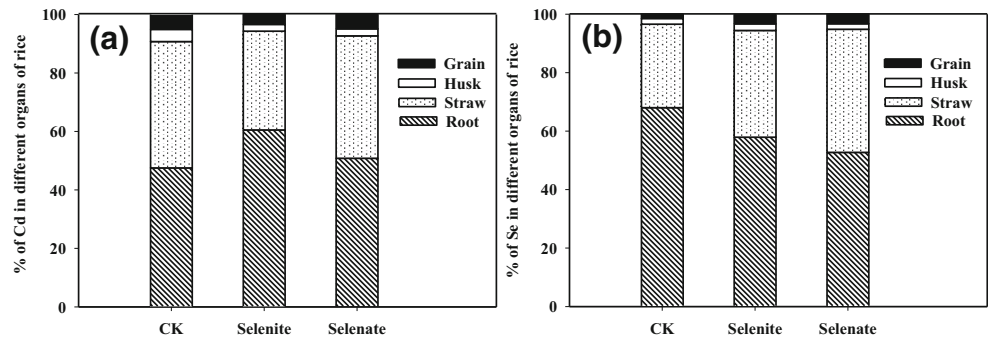 % of Cd in different organs of rice
100
80
60
40
20
0
(a)
Grain
Husk
Straw
Root
CK Selenite Selenate
% of Se in different organs of rice
100
80
60
40
20
0
(b)
Grain
Husk
Straw
Root
CK Selenite Selenate